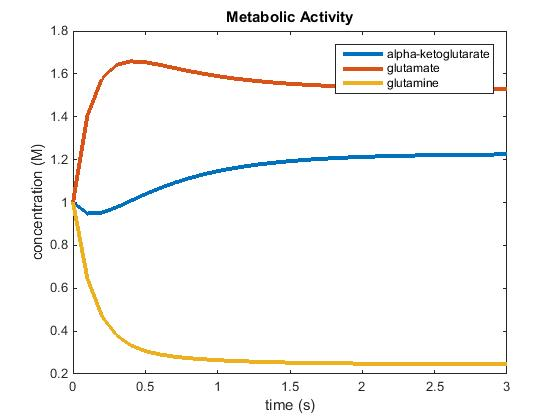 Metabolic Activity
1.8
1.6
1.4
1.2
1
0.8
0.6
0.4
0.2
concentration (M)
alpha-ketoglutarate
glutamate
glutamine
0 0.5 1 1.5 2 2.5 3
time (s)